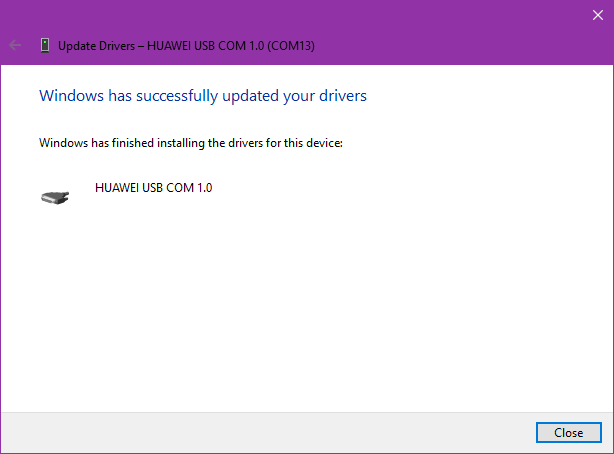 Update Drivers – HUAWEI USB COM 1.0 (COM13)
Windows has successfully updated your drivers
Windows has finished installing the drivers for this device:
HUAWEI USB COM 1.0
Close